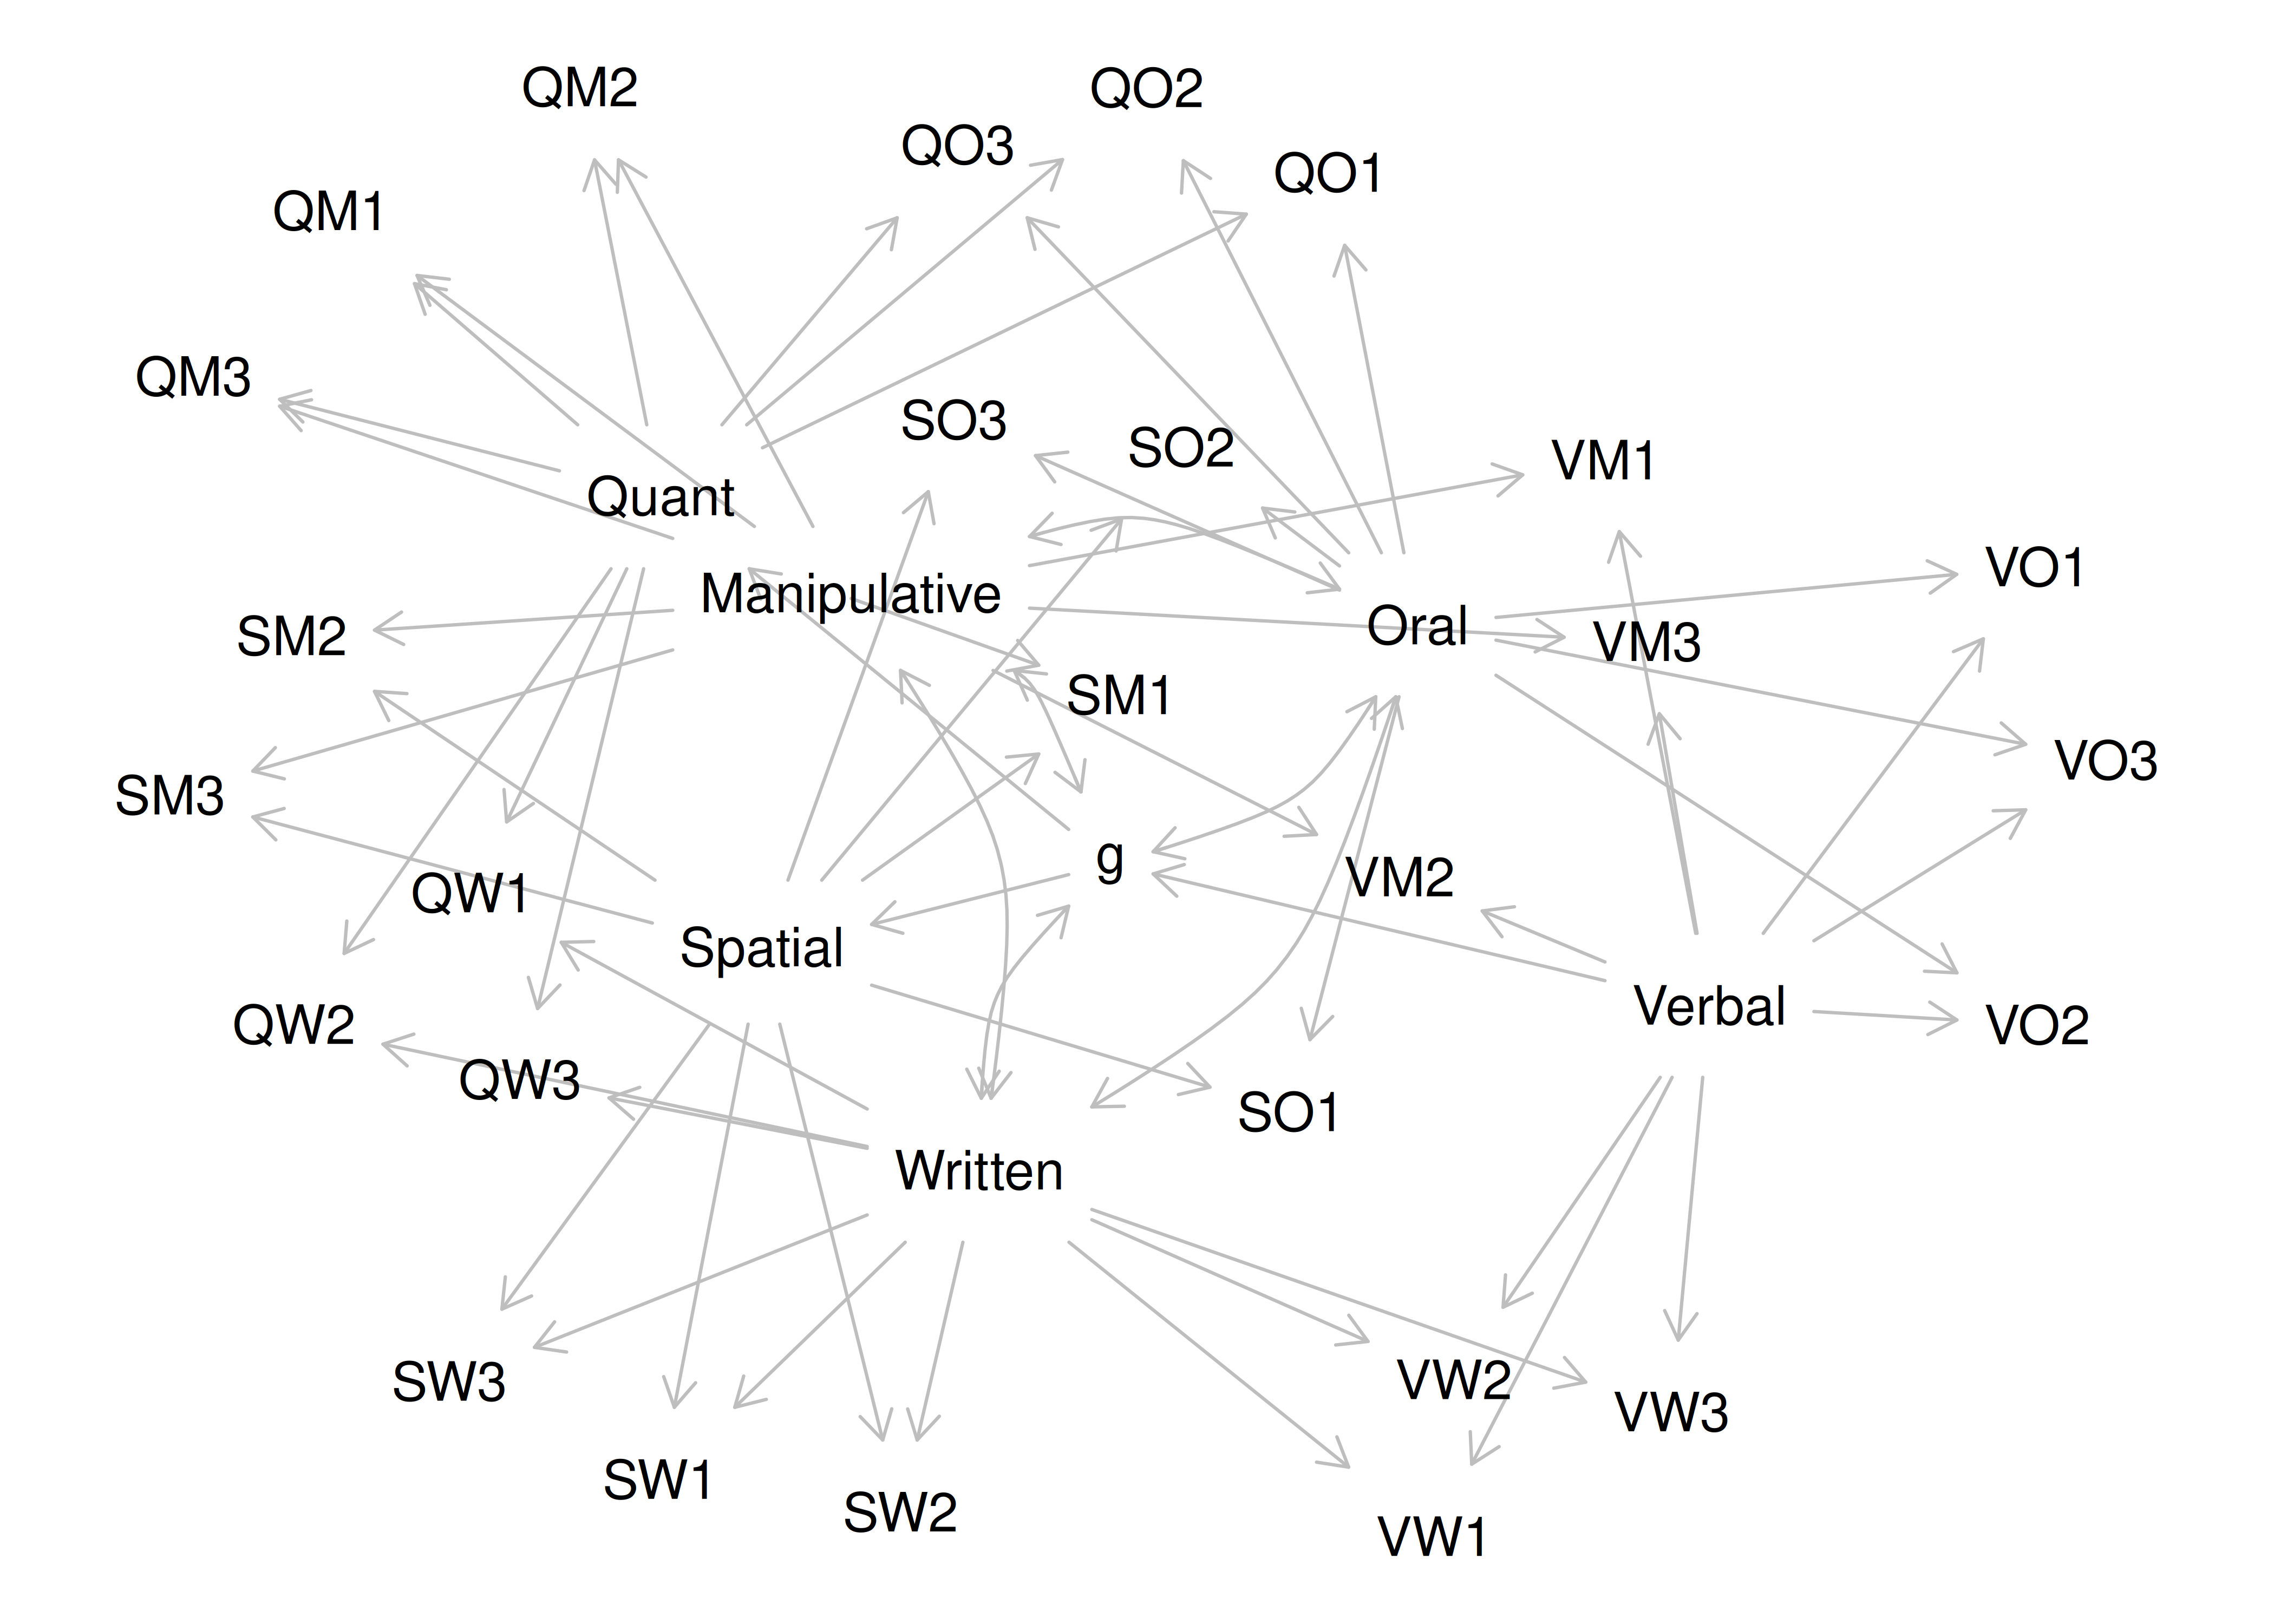 QM2
QO2
QO3
QO1
QM1
QM3
SO3
SO2
VM1
Quant
VO1
Manipulative
Oral
SM2
VM3
SM1
VO3
SM3
g
VM2
QW1
Spatial
Verbal
QW2
VO2
QW3
SO1
Written
SW3
VW2
VW3
SW1
SW2
VW1